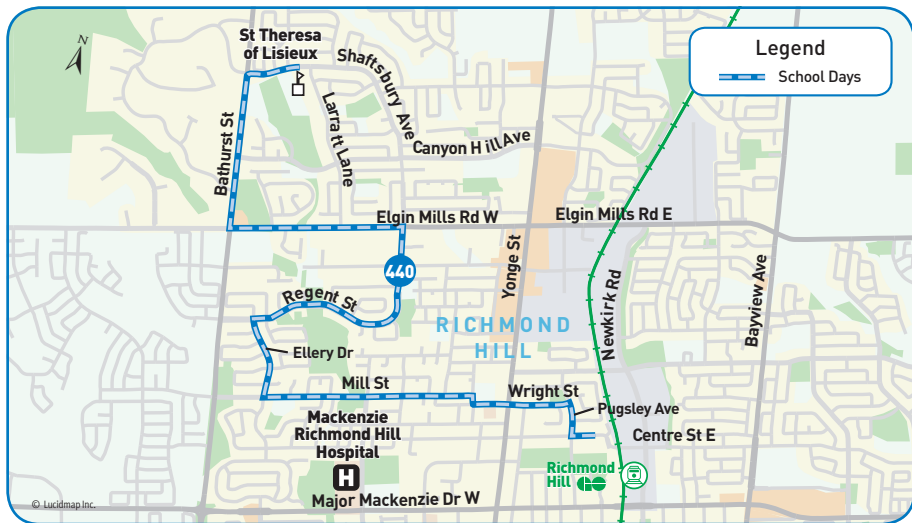 N
St Theresa
of Lisieux
Legend
School Days
Shaftsbury Ave
Larratt Lane
Canyon Hill Ave
Bathurst St
Elgin Mills Rd W
Elgin Mills Rd E
440
Yonge St
Newkirk Rd
Bayview Ave
Regent St
RICHMOND
HILL
Ellery Dr
Mill St
Wright St
Pugsley Ave
Centre St E
Mackenzie
Richmond Hill
Hospital
H
Richmond
Hill
GO
Major Mackenzie Dr W
© Lucidmap Inc.